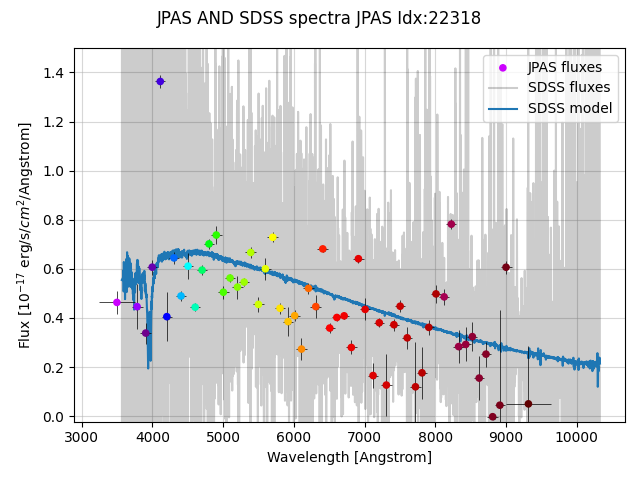 JPAS AND SDSS spectra JPAS Idx:22318
JPAS fluxes
SDSS fluxes
SDSS model
Flux [10⁻¹⁷ erg/s/cm²/Angstrom]
1.4
1.2
1.0
0.8
0.6
0.4
0.2
0.0
3000 4000 5000 6000 7000 8000 9000 10000
Wavelength [Angstrom]